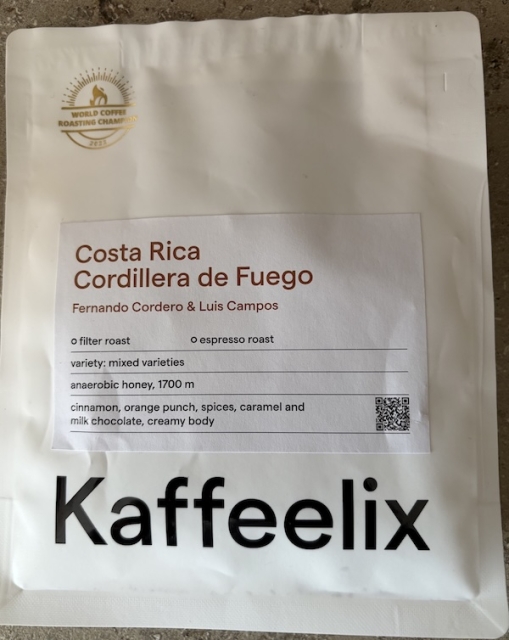 WORLD COFFEE
ROASTING CHAMPION
Costa Rica
Cordillera de Fuego
Fernando Cordero & Luis Campos
filter roast espresso roast
variety: mixed varieties
anaerobic honey, 1700 m
cinnamon, orange punch, spices, caramel and
milk chocolate, creamy body
Kaffeelix